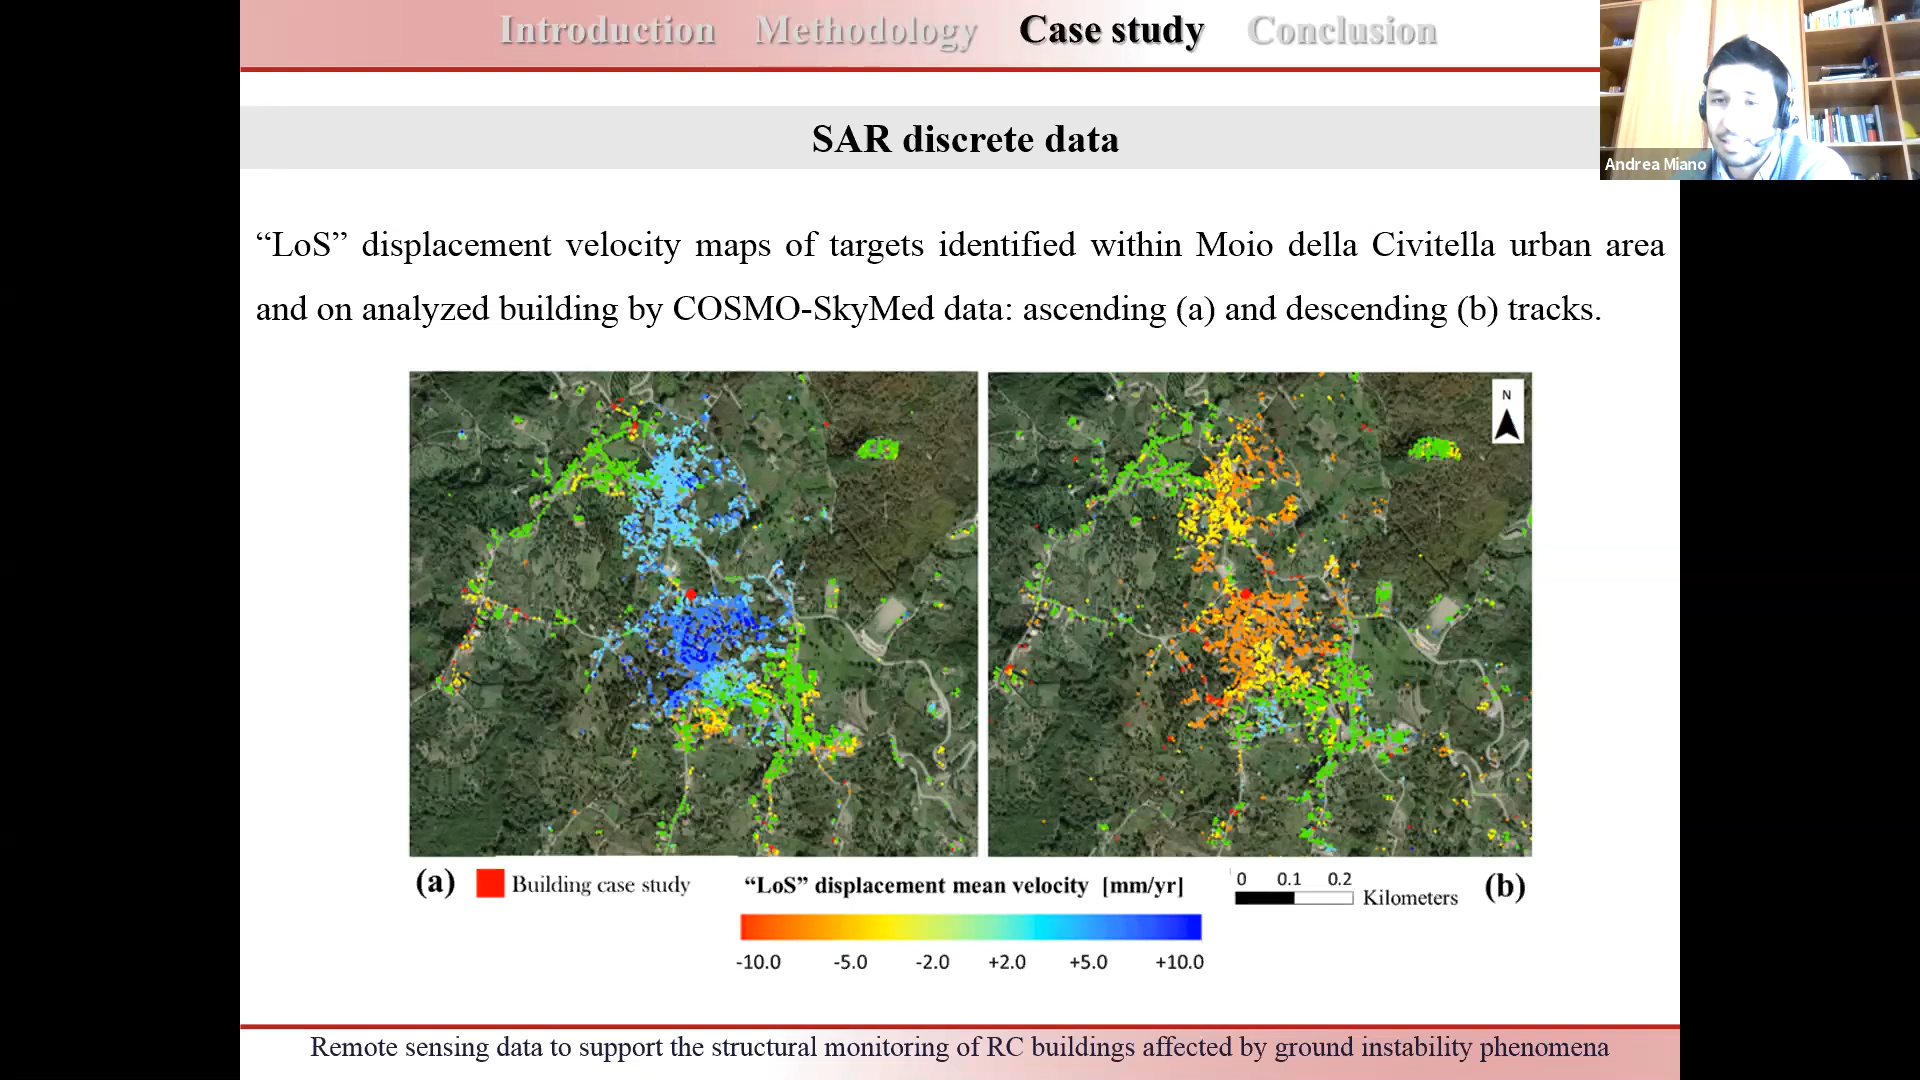 Introduction Methodology Case study Conclusion
SAR discrete data
Andrea Miano
“LoS” displacement velocity maps of targets identified within Moio della Civitella urban area
and on analyzed building by COSMO-SkyMed data: ascending (a) and descending (b) tracks.
N
(a) Building case study “LoS” displacement mean velocity [mm/yr] 0 0.1 0.2 Kilometers (b)
-10.0 -5.0 -2.0 +2.0 +5.0 +10.0
Remote sensing data to support the structural monitoring of RC buildings affected by ground instability phenomena